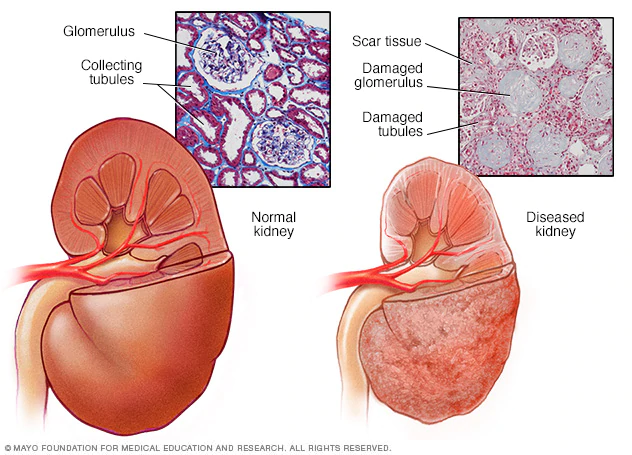 Glomerulus
Collecting
tubules
Scar tissue
Damaged
glomerulus
Damaged
tubules
Normal
kidney
Diseased
kidney
© MAYO FOUNDATION FOR MEDICAL EDUCATION AND RESEARCH. ALL RIGHTS RESERVED.